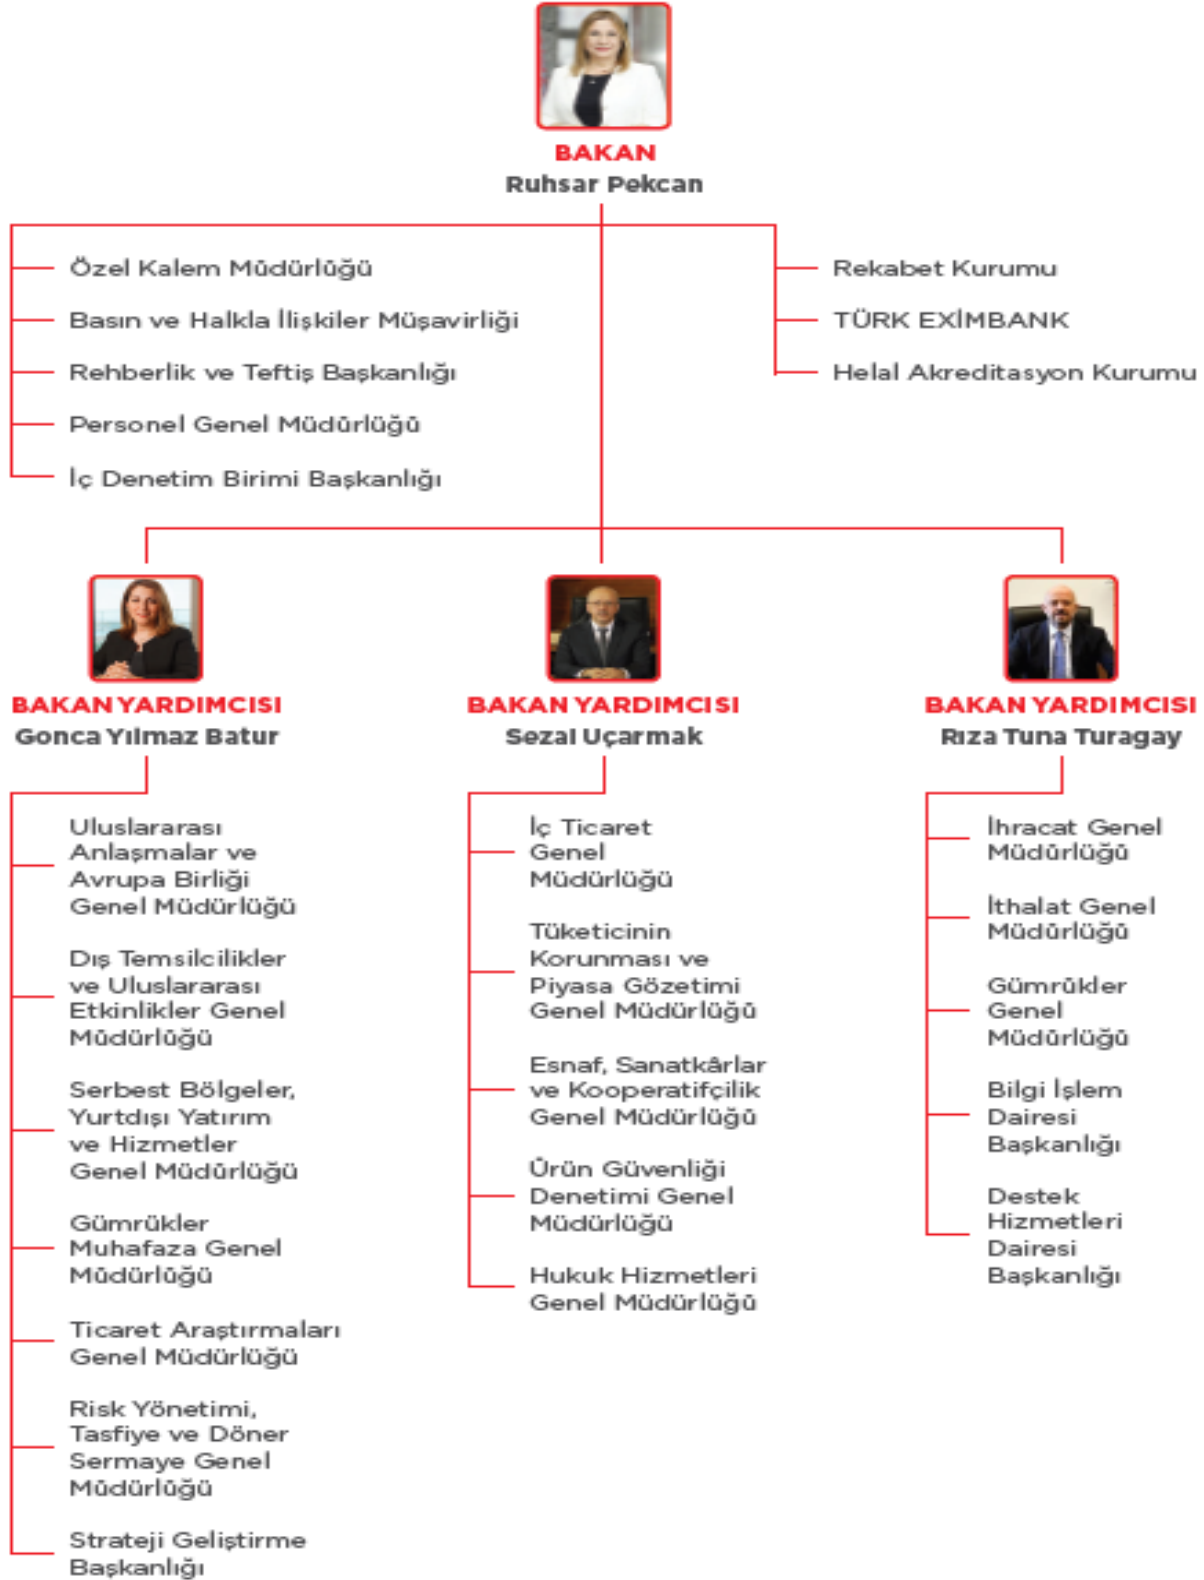 BAKAN
Ruhsar Pekcan
Özel Kalem Müdürlüğü
Basın ve Halkla İlişkiler Müşavirliği
Rehberlik ve Teftiş Başkanlığı
Personel Genel Müdürlüğü
İç Denetim Birimi Başkanlığı
Rekabet Kurumu
TÜRK EXİMBANK
Helal Akreditasyon Kurumu
BAKAN YARDIMCISI
Gonca Yılmaz Batur
Uluslararası
Anlaşmalar ve
Avrupa Birliği
Genel Müdürlüğü
Dış Temsilcilikler
ve Uluslararası
Etkinlikler Genel
Müdürlüğü
Serbest Bölgeler,
Yurtdışı Yatırım
ve Hizmetler
Genel Müdürlüğü
Gümrükler
Muhafaza Genel
Müdürlüğü
Ticaret Araştırmaları
Genel Müdürlüğü
Risk Yönetimi,
Tasfiye ve Döner
Sermaye Genel
Müdürlüğü
Strateji Geliştirme
Başkanlığı
BAKAN YARDIMCISI
Sezai Uçarmak
İç Ticaret
Genel
Müdürlüğü
Tüketicinin
Korunması ve
Piyasa Gözetimi
Genel Müdürlüğü
Esnaf, Sanatkârlar
ve Kooperatifçilik
Genel Müdürlüğü
Ürün Güvenliği
Denetimi Genel
Müdürlüğü
Hukuk Hizmetleri
Genel Müdürlüğü
BAKAN YARDIMCISI
Rıza Tuna Turagay
İhracat Genel
Müdürlüğü
İthalat Genel
Müdürlüğü
Gümrükler
Genel
Müdürlüğü
Bilgi İşlem
Dairesi
Başkanlığı
Destek
Hizmetleri
Dairesi
Başkanlığı